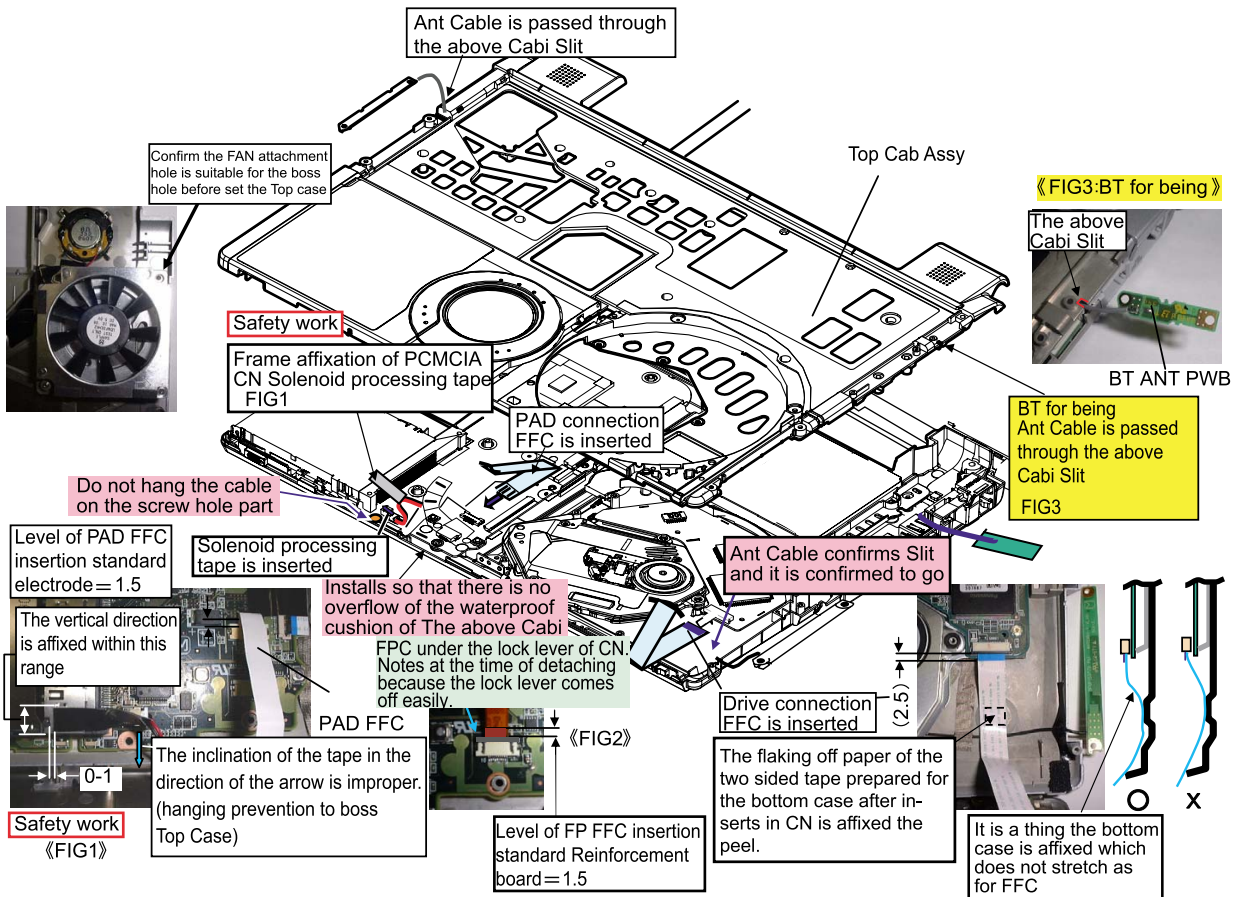 Ant Cable is passed through
the above Cabi Slit
Confirm the FAN attachment
hole is suitable for the boss
hole before set the Top case
Top Cab Assy
《FIG3:BT for being》
The above
Cabi Slit
BT ANT PWB
Safety work
Frame affixation of PCMCIA
CN Solenoid processing tape
FIG1
PAD connection
FFC is inserted
BT for being
Ant Cable is passed
through the above
Cabi Slit
FIG3
Do not hang the cable
on the screw hole part
Solenoid processing
tape is inserted
Level of PAD FFC
insertion standard
electrode=1.5
The vertical direction
is affixed within this
range
Installs so that there is no
overflow of the waterproof
cushion of The above Cabi
Ant Cable confirms Slit
and it is confirmed to go
FPC under the lock lever of CN.
Notes at the time of detaching
because the lock lever comes
off easily.
PAD FFC
《FIG2》
Drive connection
FFC is inserted
(2.5)
0-1
The inclination of the tape in the
direction of the arrow is improper.
(hanging prevention to boss
Top Case)
Safety work
《FIG1》
Level of FP FFC insertion
standard Reinforcement
board=1.5
The flaking off paper of the
two sided tape prepared for
the bottom case after in-
serts in CN is affixed the
peel.
O X
It is a thing the bottom
case is affixed which
does not stretch as
for FFC